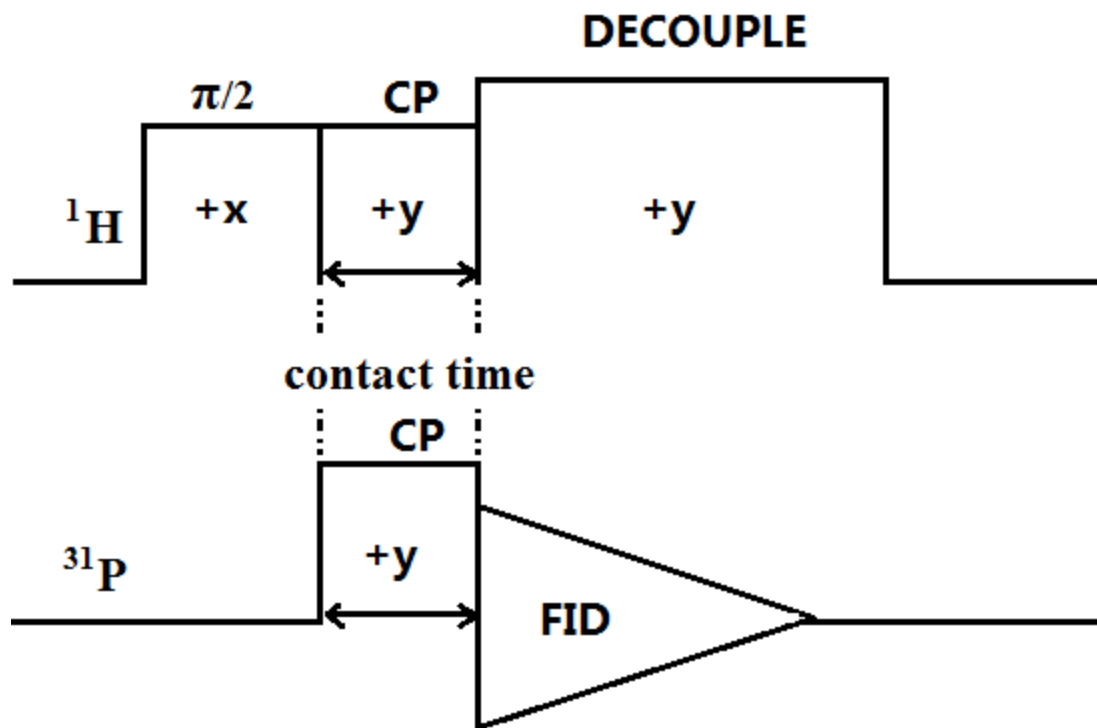 DECOUPLE
π/2 CP
¹H +x +y +y
contact time
CP
³¹P +y FID